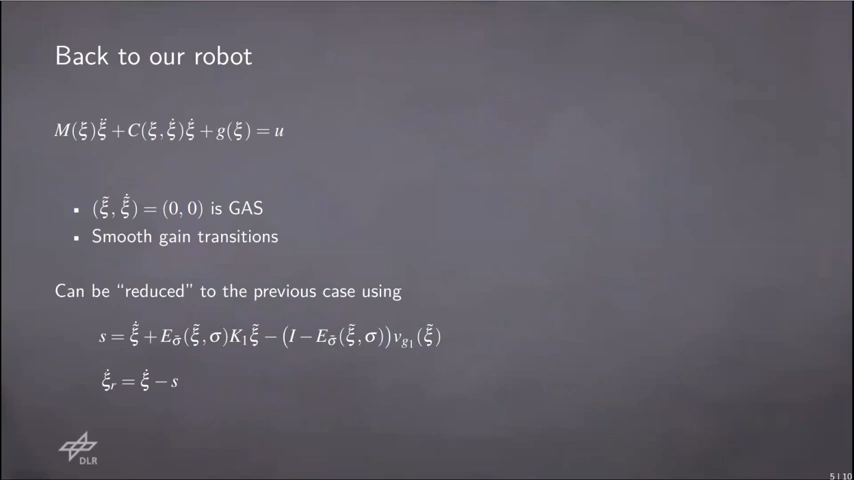 Back to our robot
M(ξ)ξ̈ + C(ξ, ξ̇)ξ̇ + g(ξ) = u
▪ (ξ̃, ξ̃̇) = (0, 0) is GAS
▪ Smooth gain transitions
Can be “reduced” to the previous case using
s = ξ̃̇ + E_σ̄(ξ̃, σ)K₁ξ̃ − (I − E_σ̄(ξ̃, σ))v_g₁(ξ̃)
ξ̇ᵣ = ξ̇ − s
DLR
5 | 10